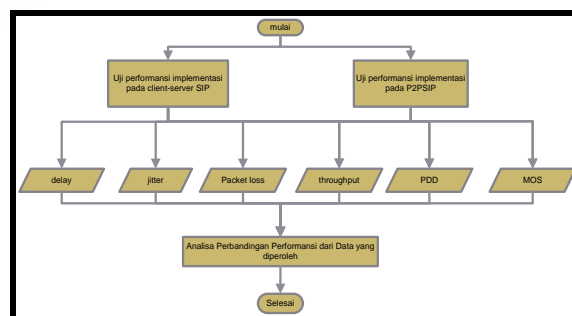 mulai
Uji performansi implementasi
pada client-server SIP
Uji performansi implementasi
pada P2PSIP
delay
jitter
Packet loss
throughput
PDD
MOS
Analisa Perbandingan Performansi dari Data yang
diperoleh
Selesai